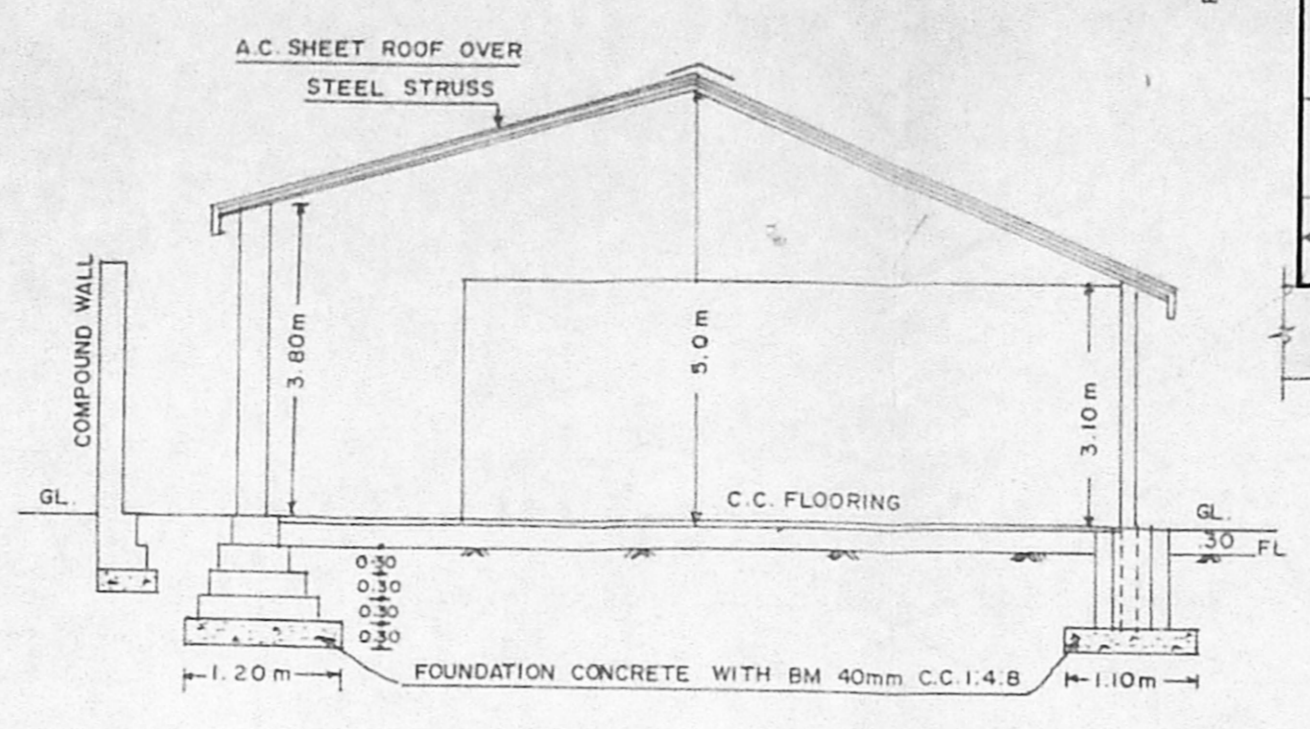 A.C. SHEET ROOF OVER
STEEL STRUSS
COMPOUND WALL
3.80m
5.0 m
3.10 m
GL.
C.C. FLOORING
GL.
.30
FL
0.30
0.30
0.30
0.30
1.20 m
FOUNDATION CONCRETE WITH BM 40mm C.C.1:4:8
1.10m